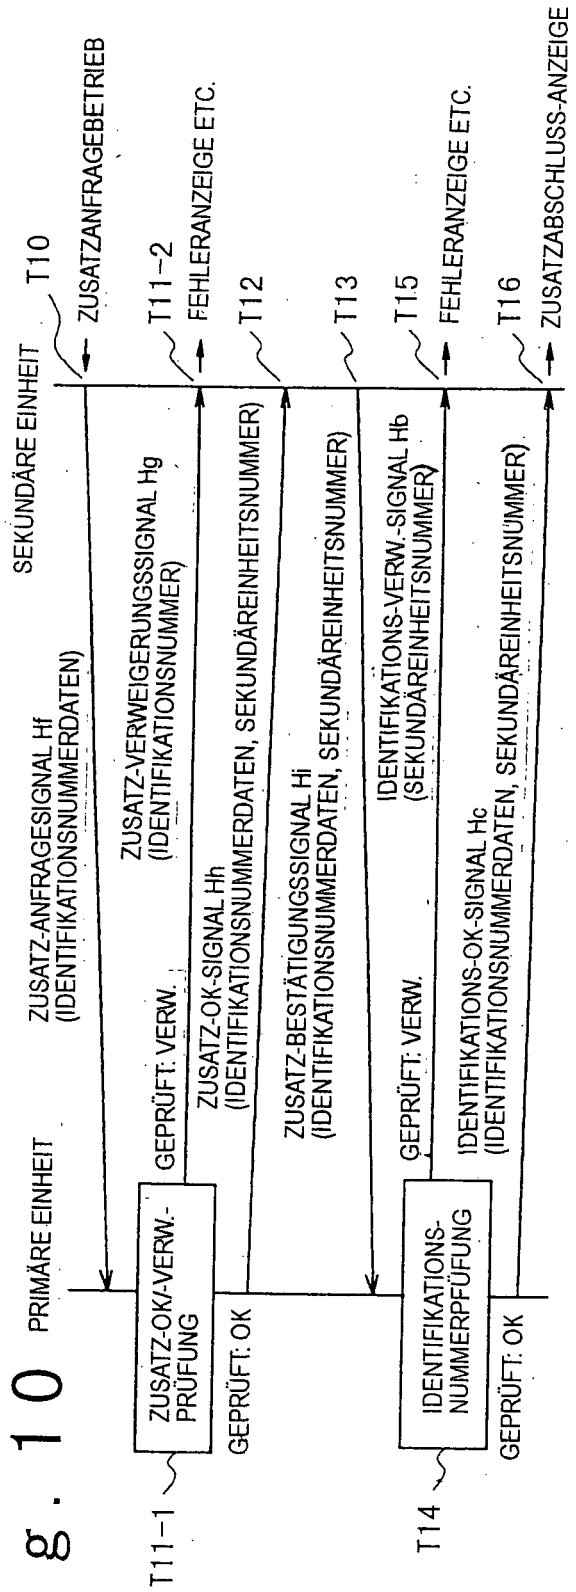 g. 10
PRIMÄRE EINHEIT
SEKUNDÄRE EINHEIT
T10
ZUSATZANFRAGEBETRIEB
ZUSATZ-ANFRAGESIGNAL Hf
(IDENTIFIKATIONSNUMMERDATEN)
T11-1
ZUSATZ-OK/-VERW.-
PRÜFUNG
GEPRÜFT: VERW.
ZUSATZ-VERWEIGERUNGSSIGNAL Hg
(IDENTIFIKATIONSNUMMER)
T11-2
FEHLERANZEIGE ETC.
GEPRÜFT: OK
ZUSATZ-OK-SIGNAL Hh
(IDENTIFIKATIONSNUMMERDATEN, SEKUNDÄREINHEITSNUMMER)
T12
ZUSATZ-BESTÄTIGUNGSSIGNAL Hi
(IDENTIFIKATIONSNUMMERDATEN, SEKUNDÄREINHEITSNUMMER)
T13
T14
IDENTIFIKATIONS-
NUMMERPFÜFUNG
GEPRÜFT: VERW.
IDENTIFIKATIONS-VERW.-SIGNAL Hb
(SEKUNDÄREINHEITSNUMMER)
T15
FEHLERANZEIGE ETC.
GEPRÜFT: OK
IDENTIFIKATIONS-OK-SIGNAL Hc
(IDENTIFIKATIONSNUMMERDATEN, SEKUNDÄREINHEITSNUMMER)
T16
ZUSATZABSCHLUSS-ANZEIGE